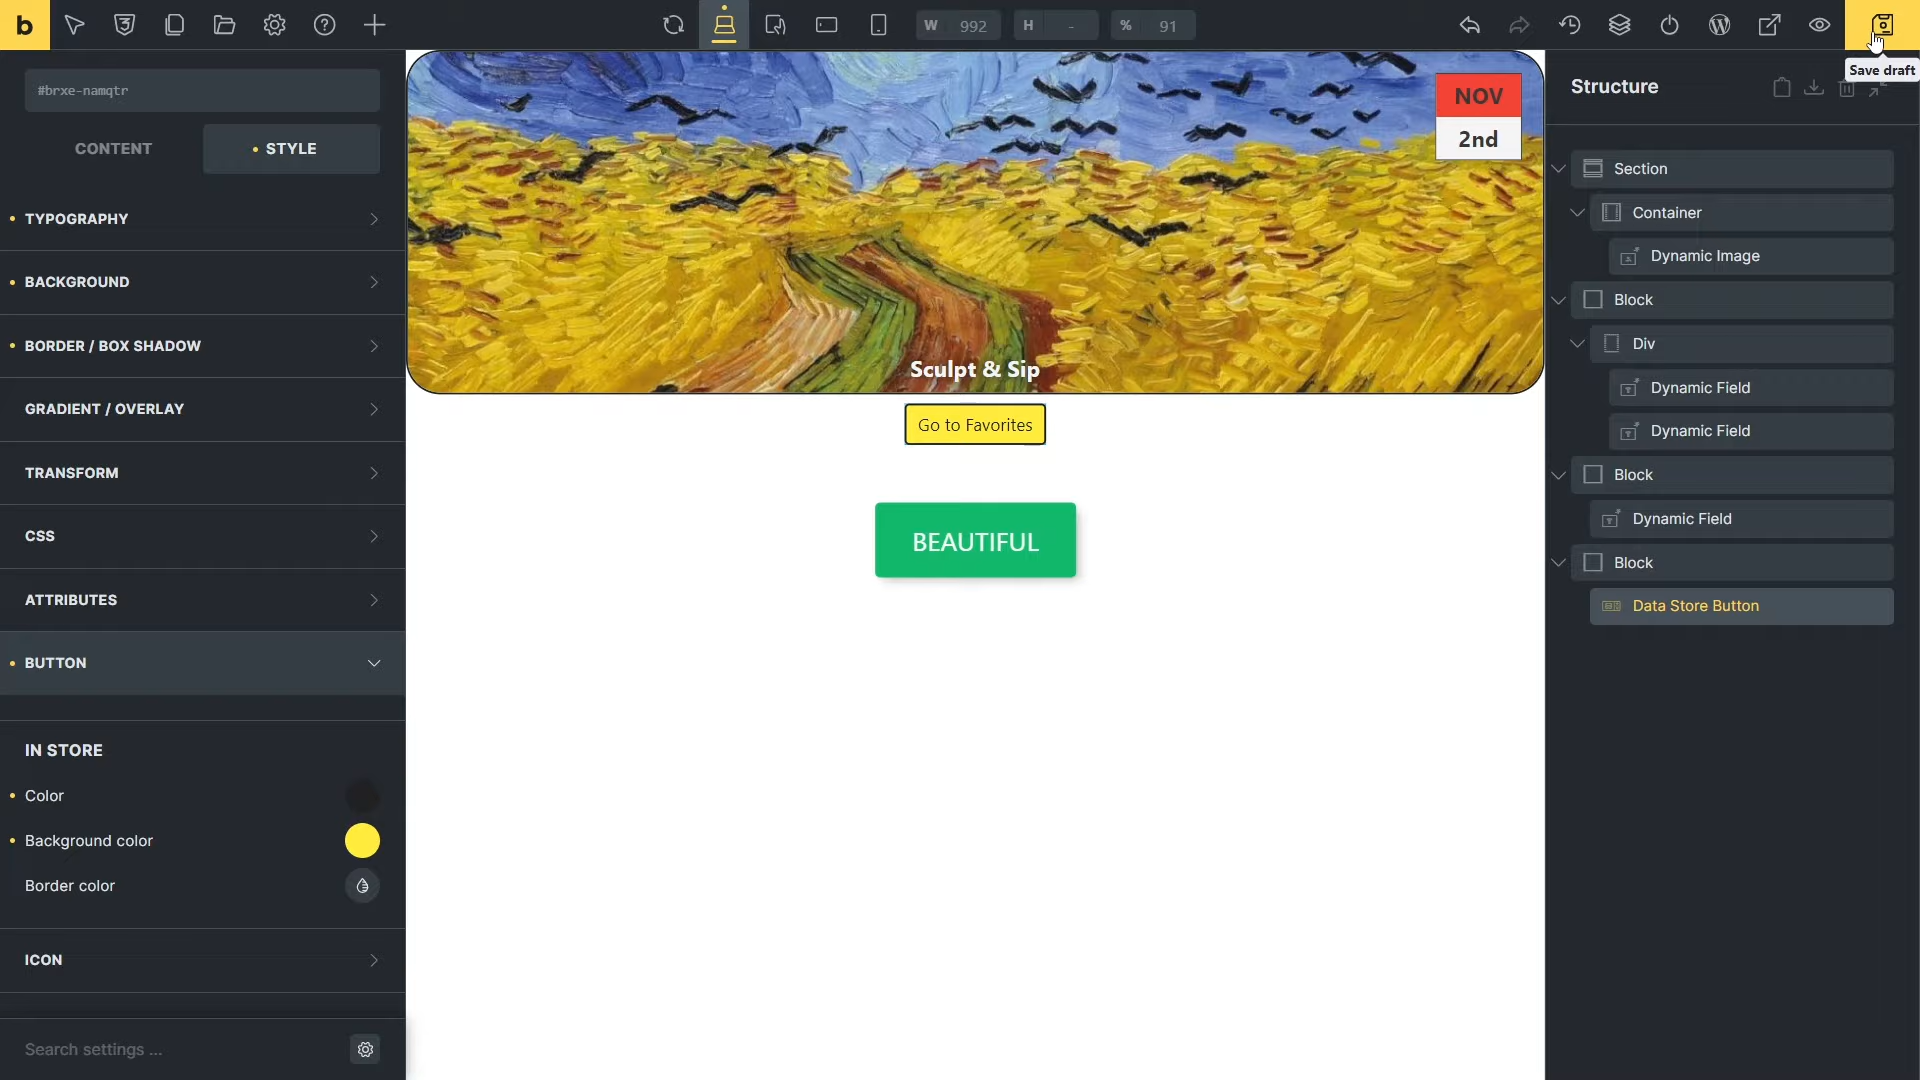 b
W 992
H -
% 91
Save draft
#brxe-namqtr
CONTENT
STYLE
TYPOGRAPHY
BACKGROUND
BORDER / BOX SHADOW
GRADIENT / OVERLAY
TRANSFORM
CSS
ATTRIBUTES
BUTTON
IN STORE
Color
Background color
Border color
ICON
Search settings ...
NOV
2nd
Sculpt & Sip
Go to Favorites
BEAUTIFUL
Structure
Section
Container
Dynamic Image
Block
Div
Dynamic Field
Dynamic Field
Block
Dynamic Field
Block
Data Store Button